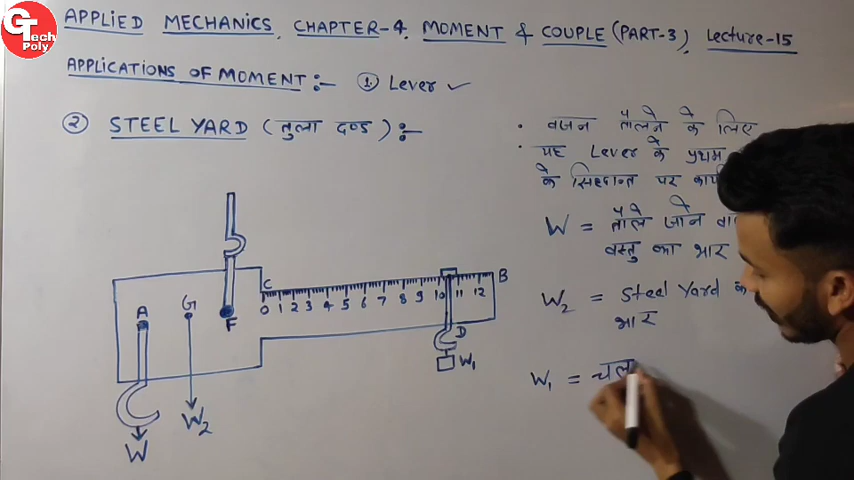 GTech Poly
APPLIED MECHANICS, CHAPTER-4, MOMENT & COUPLE (PART-3), Lecture-15
APPLICATIONS OF MOMENT :- ① Lever ✓
② STEEL YARD (तुला दण्ड) :-
• वजन तौलने के लिए
• यह Lever के प्रथम
के सिद्धान्त पर
W = तौले जाने
वस्तु का भार
W₂ = Steel Yard
भार
W₁ = चल
A
G
F
C
B
0 1 2 3 4 5 6 7 8 9 10 11 12
D
W₁
W₂
W